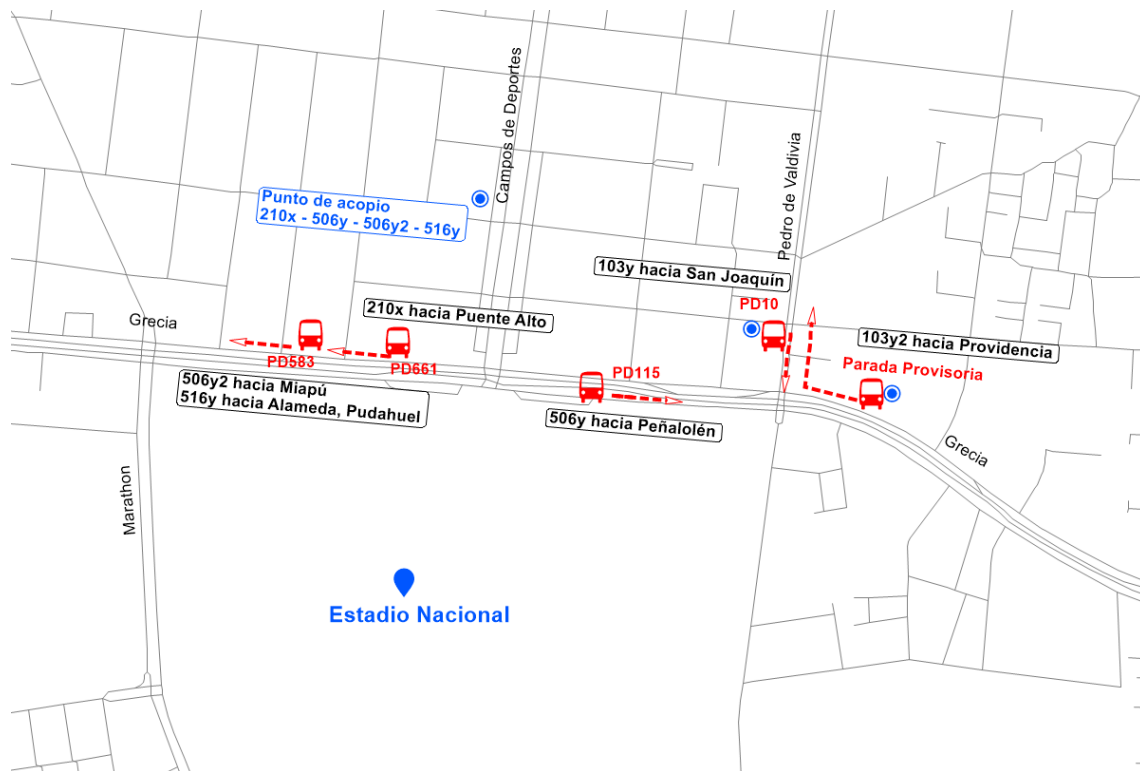 Campos de Deportes
Pedro de Valdivia
Punto de acopio
210x - 506y - 506y2 - 516y
103y hacia San Joaquín
PD10
Grecia
210x hacia Puente Alto
103y2 hacia Providencia
PD583
PD661
PD115
Parada Provisoria
506y2 hacia Miapú
516y hacia Alameda, Pudahuel
506y hacia Peñalolén
Grecia
Marathon
Estadio Nacional